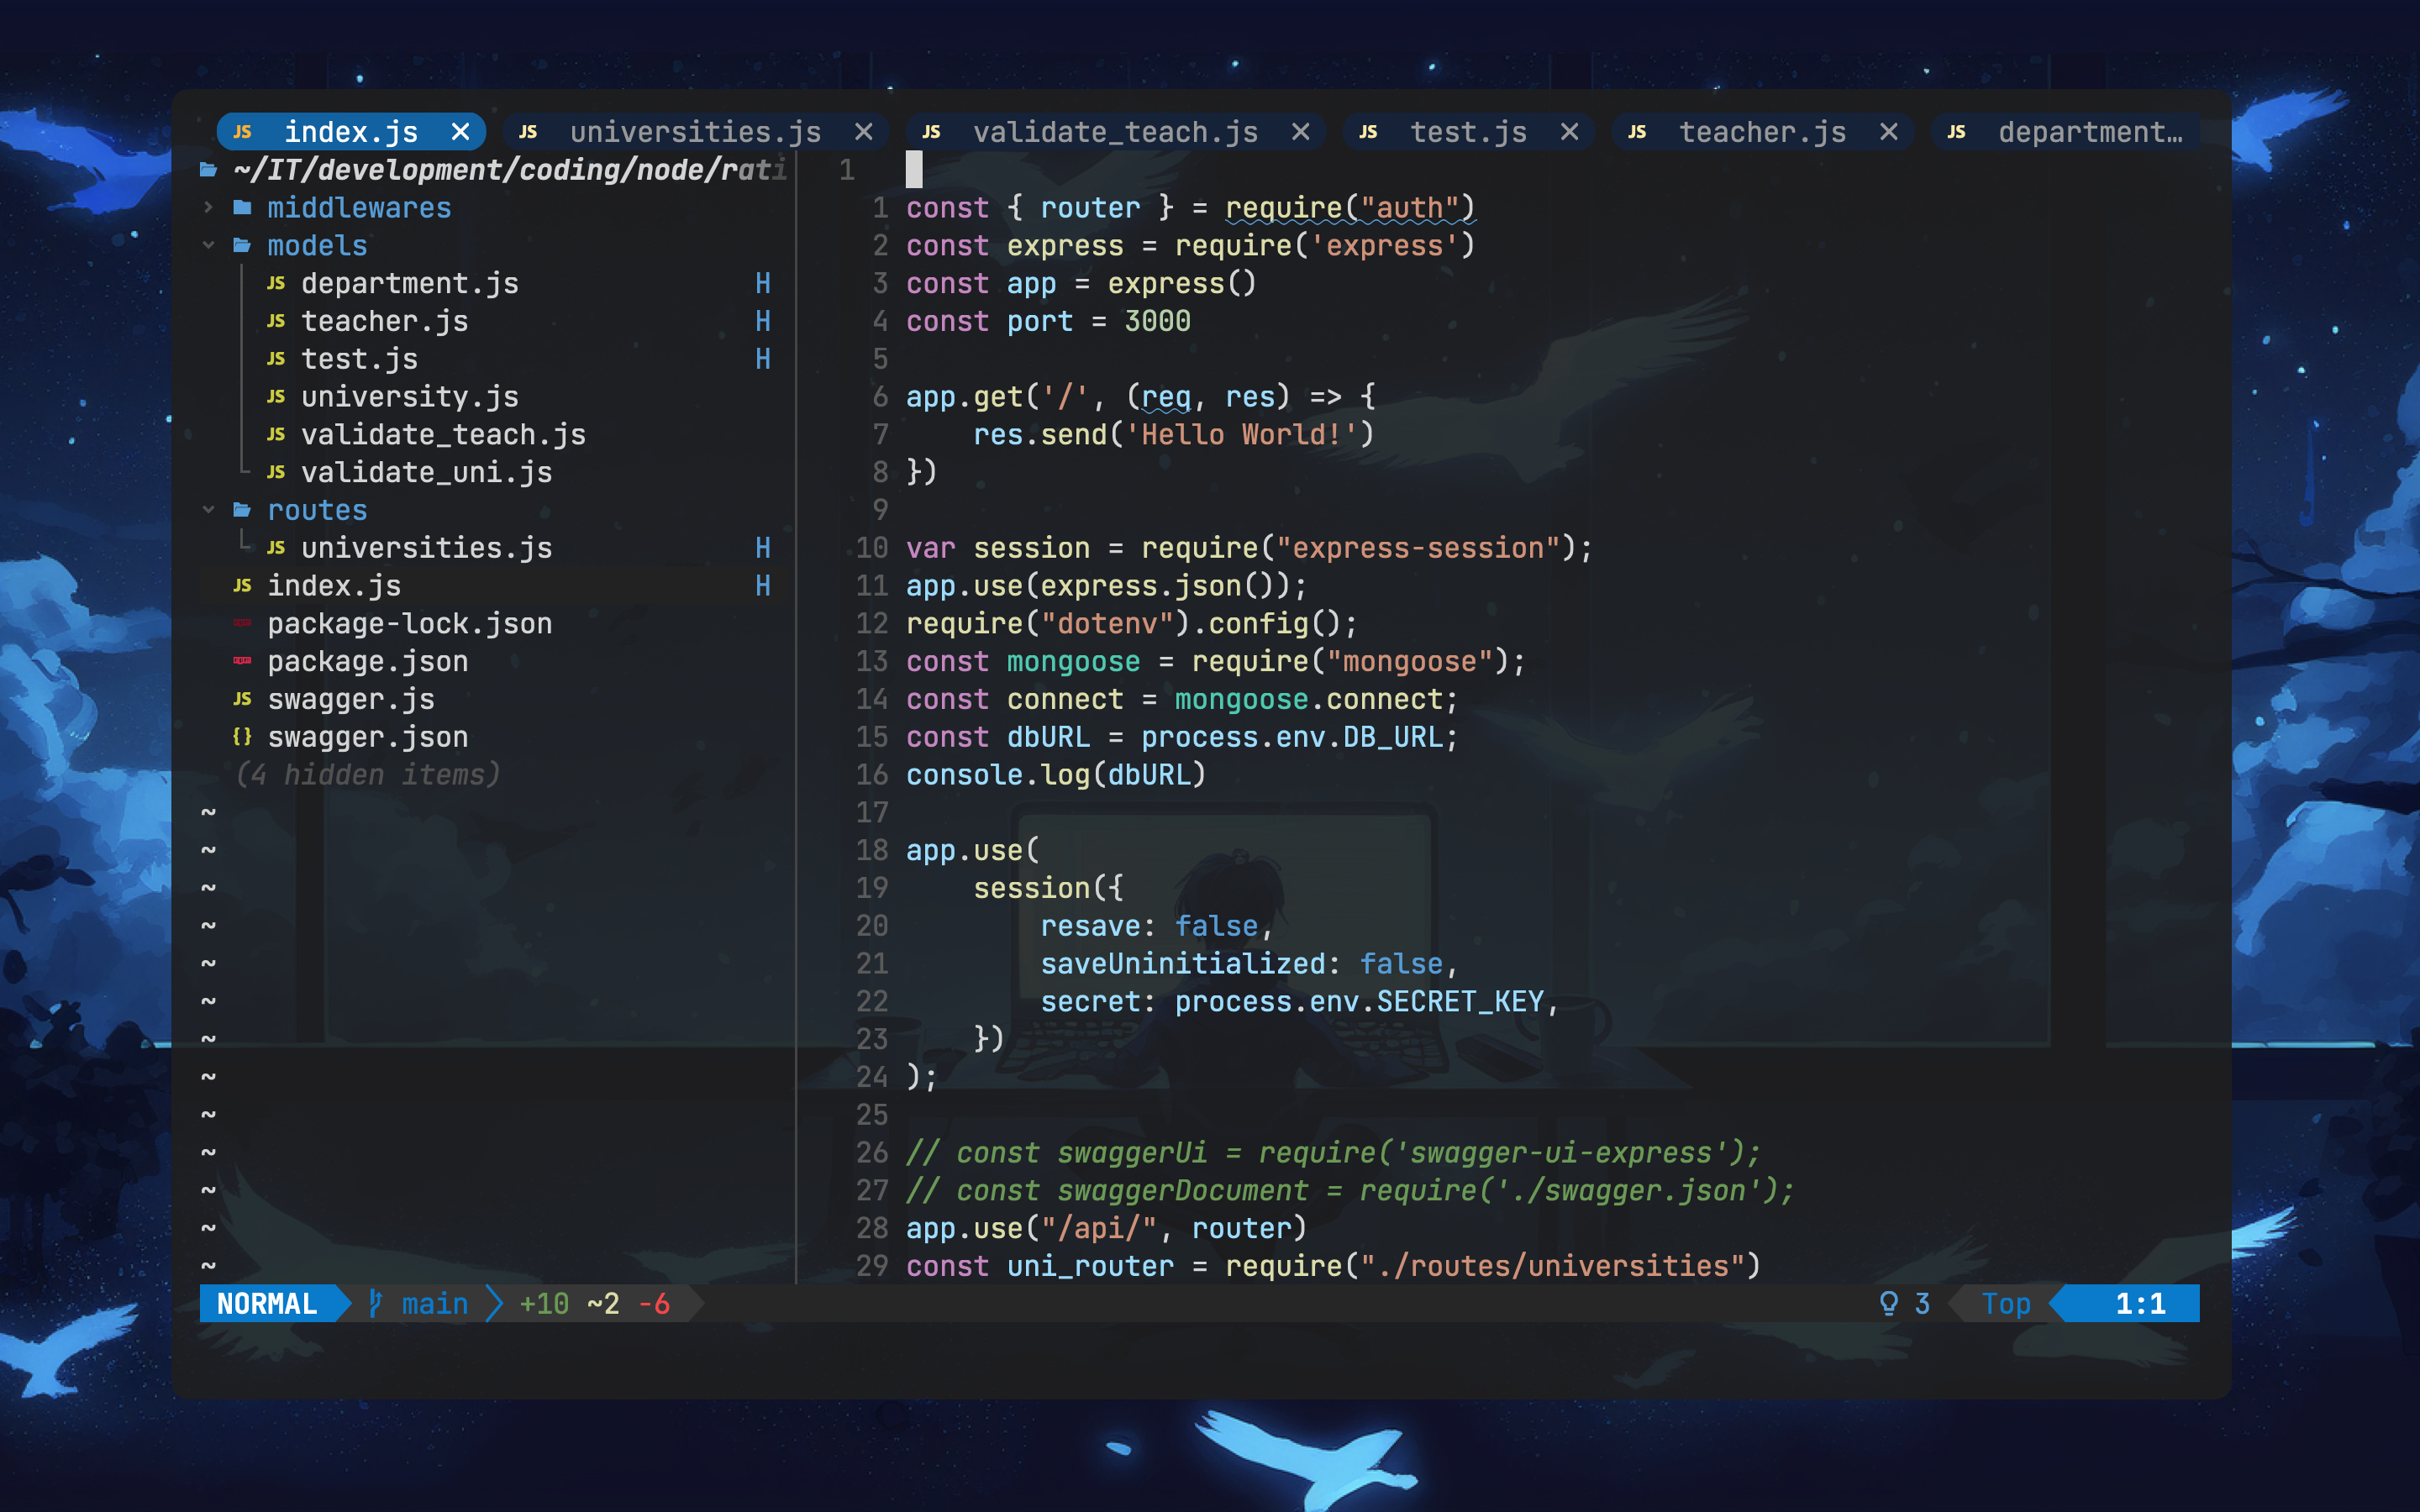 JS index.js ✕ JS universities.js ✕ JS validate_teach.js ✕ JS test.js ✕ JS teacher.js ✕ JS department…
~/IT/development/coding/node/rati
middlewares
models
JS department.js H
JS teacher.js H
JS test.js H
JS university.js
JS validate_teach.js
JS validate_uni.js
routes
JS universities.js H
JS index.js H
package-lock.json
package.json
JS swagger.js
{} swagger.json
(4 hidden items)
~
~
~
~
~
~
~
~
~
~
~
~
~
1
1 const { router } = require("auth")
2 const express = require('express')
3 const app = express()
4 const port = 3000
5
6 app.get('/', (req, res) => {
7     res.send('Hello World!')
8 })
9
10 var session = require("express-session");
11 app.use(express.json());
12 require("dotenv").config();
13 const mongoose = require("mongoose");
14 const connect = mongoose.connect;
15 const dbURL = process.env.DB_URL;
16 console.log(dbURL)
17
18 app.use(
19     session({
20         resave: false,
21         saveUninitialized: false,
22         secret: process.env.SECRET_KEY,
23     })
24 );
25
26 // const swaggerUi = require('swagger-ui-express');
27 // const swaggerDocument = require('./swagger.json');
28 app.use("/api/", router)
29 const uni_router = require("./routes/universities")
NORMAL main +10 ~2 -6 3 Top 1:1